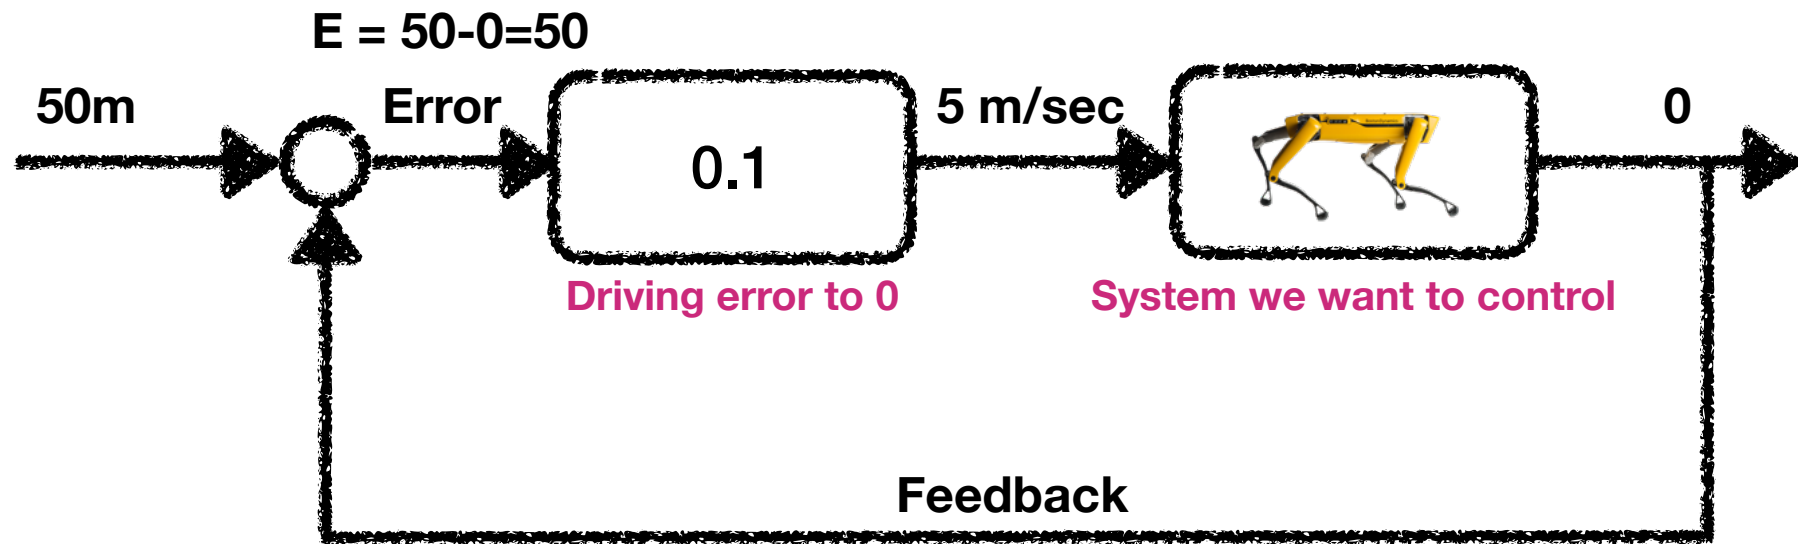 E = 50-0=50
50m
Error
0.1
5 m/sec
0
Driving error to 0
System we want to control
Feedback